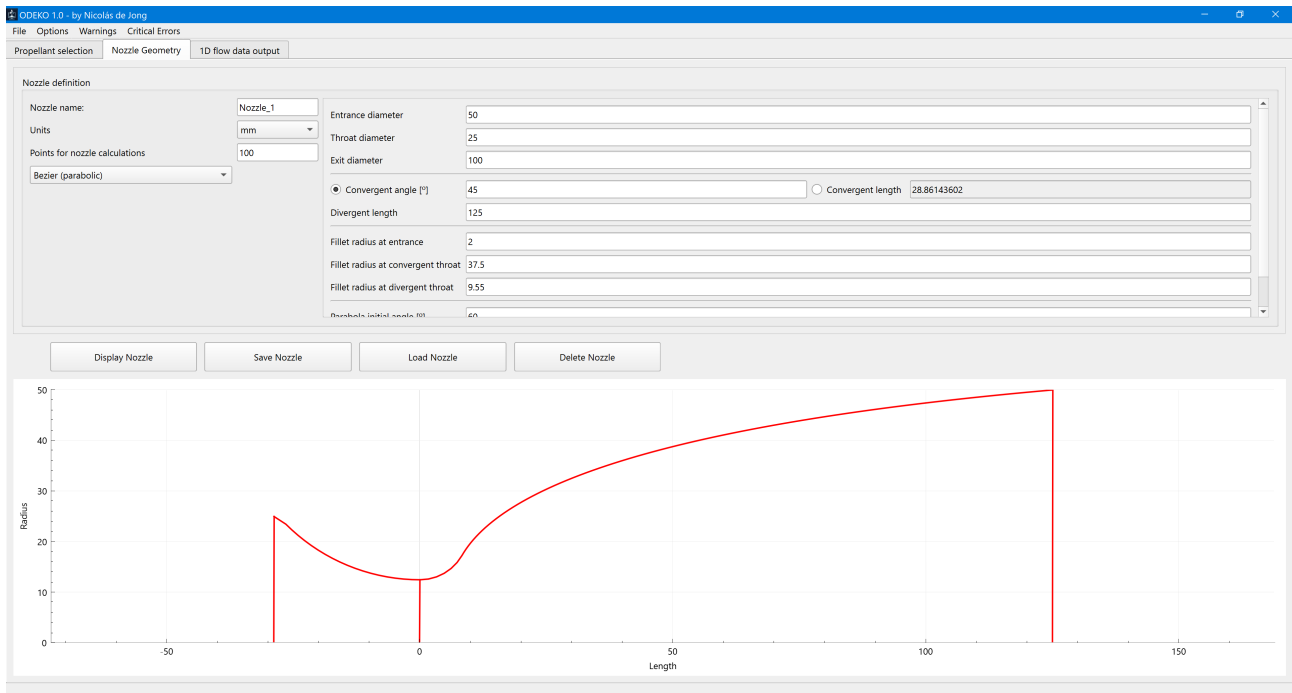 ODEKO 1.0 - by Nicolás de Jong
File Options Warnings Critical Errors
Propellant selection Nozzle Geometry 1D flow data output
Nozzle definition
Nozzle name: Nozzle_1
Units mm
Points for nozzle calculations 100
Bezier (parabolic)
Entrance diameter 50
Throat diameter 25
Exit diameter 100
Convergent angle [º] 45 Convergent length 28.86143602
Divergent length 125
Fillet radius at entrance 2
Fillet radius at convergent throat 37.5
Fillet radius at divergent throat 9.55
Parabola initial angle [º] 60
Display Nozzle Save Nozzle Load Nozzle Delete Nozzle
50
40
30
20
10
0
Radius
-50 0 50 100 150
Length